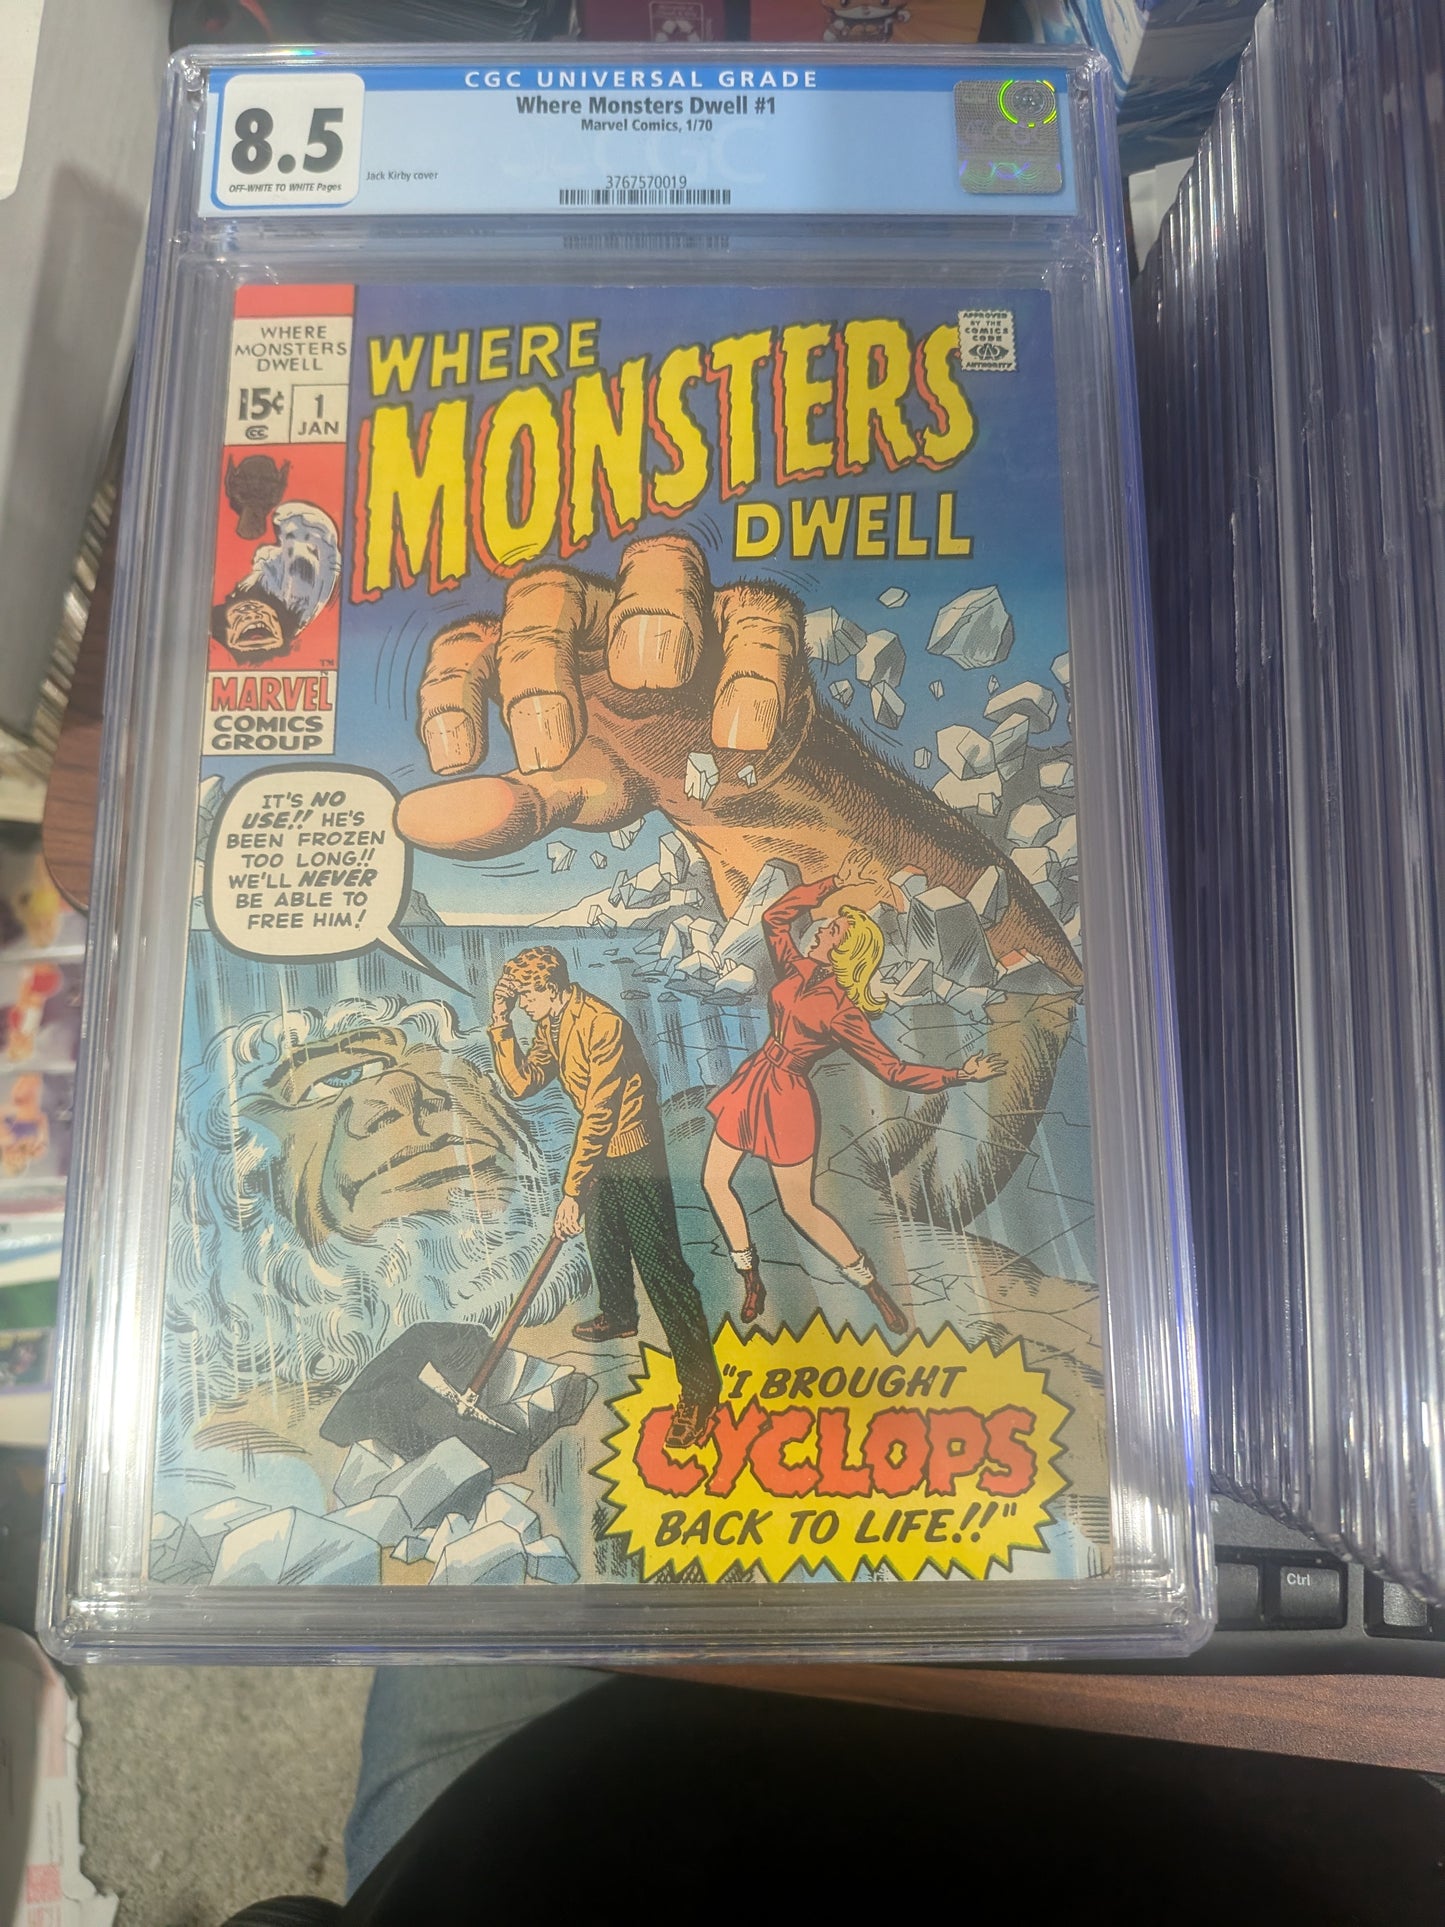 CGC UNIVERSAL GRADE
8.5
OFF-WHITE TO WHITE Pages
Where Monsters Dwell #1
Marvel Comics, 1/70
Jack Kirby cover
3767570019
WHERE
MONSTERS
DWELL
15¢
CC
1
JAN
MARVEL
COMICS
GROUP
TM
WHERE
MONSTERS
DWELL
APPROVED
BY THE
COMICS
CODE
AUTHORITY
IT'S NO
USE!! HE'S
BEEN FROZEN
TOO LONG!!
WE'LL NEVER
BE ABLE TO
FREE HIM!
"I BROUGHT
CYCLOPS
BACK TO LIFE!!"
Ctrl